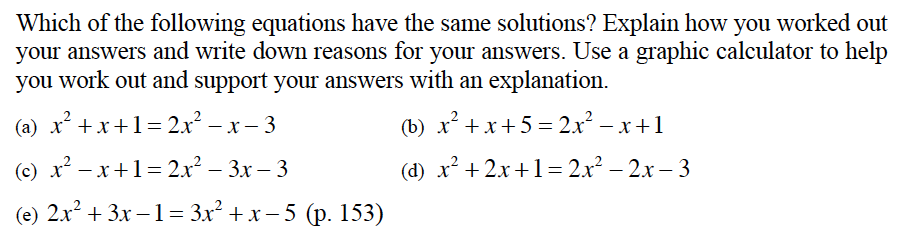 Which of the following equations have the same solutions? Explain how you worked out
your answers and write down reasons for your answers. Use a graphic calculator to help
you work out and support your answers with an explanation.
(a) x² + x + 1 = 2x² – x – 3 (b) x² + x + 5 = 2x² – x + 1
(c) x² – x + 1 = 2x² – 3x – 3 (d) x² + 2x + 1 = 2x² – 2x – 3
(e) 2x² + 3x – 1 = 3x² + x – 5 (p. 153)